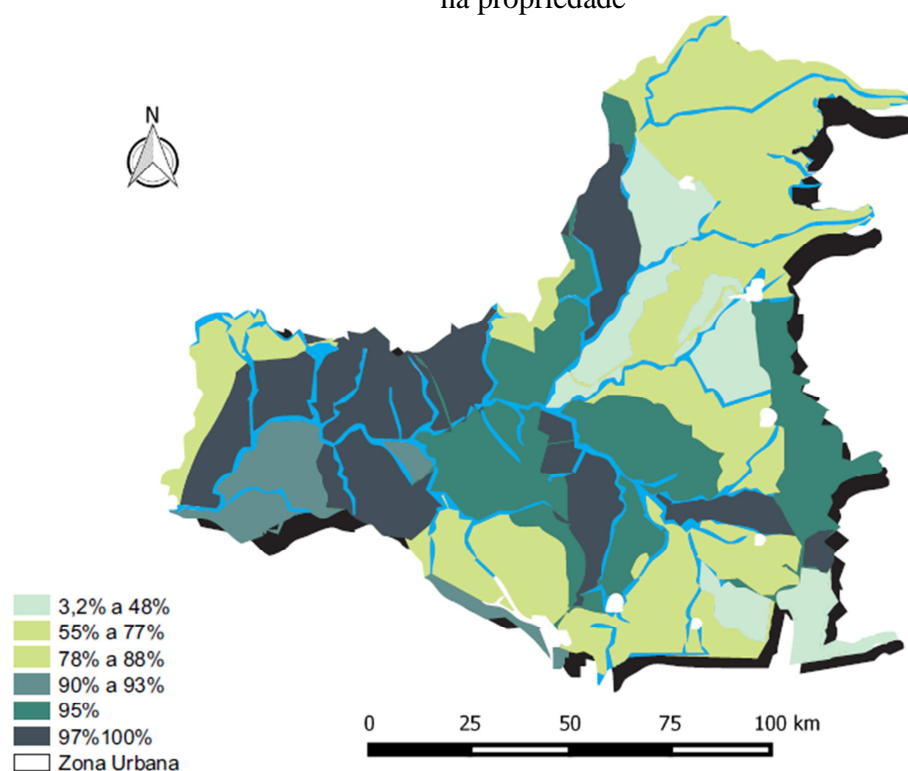 na propriedade
N
3,2% a 48%
55% a 77%
78% a 88%
90% a 93%
95%
97%100%
Zona Urbana
0 25 50 75 100 km